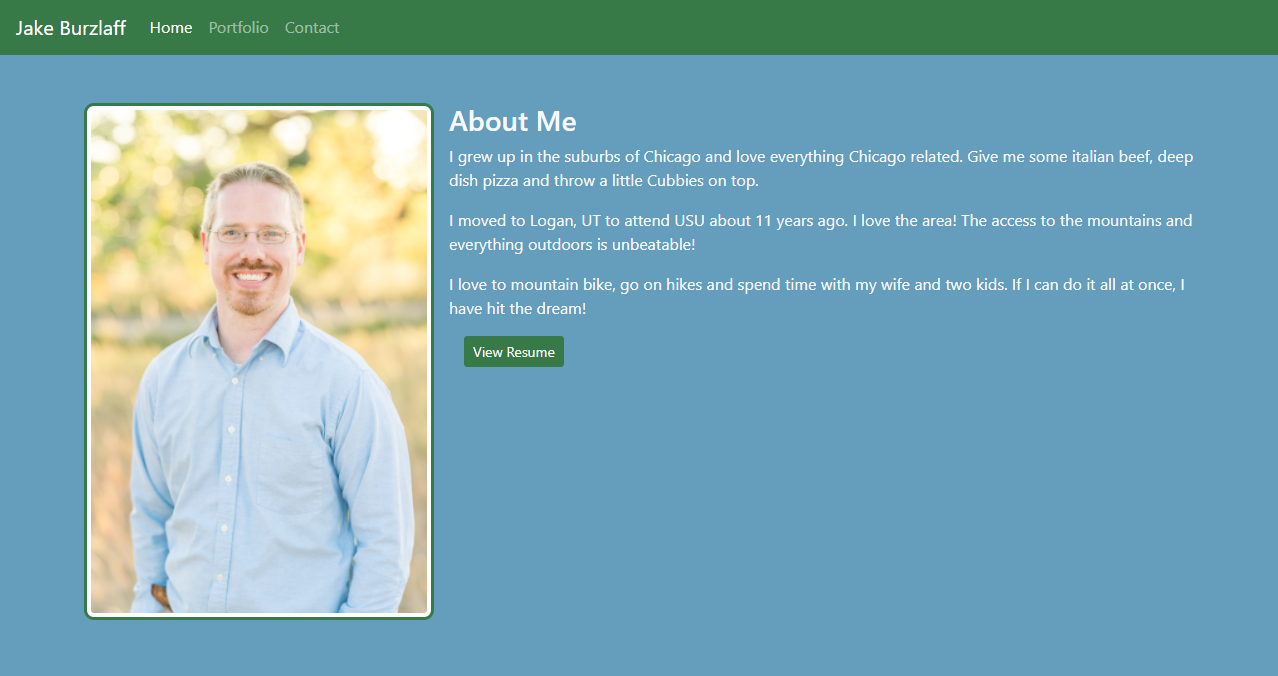 Jake Burzlaff Home Portfolio Contact
About Me
I grew up in the suburbs of Chicago and love everything Chicago related. Give me some italian beef, deep
dish pizza and throw a little Cubbies on top.
I moved to Logan, UT to attend USU about 11 years ago. I love the area! The access to the mountains and
everything outdoors is unbeatable!
I love to mountain bike, go on hikes and spend time with my wife and two kids. If I can do it all at once, I
have hit the dream!
View Resume